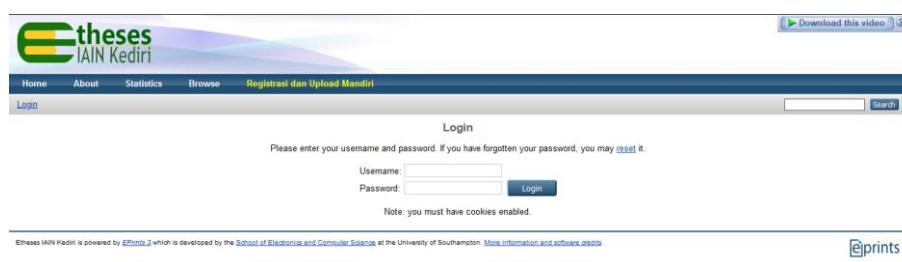 Etheses
IAIN Kediri
Download this video
Home About Statistics Browse Registrasi dan Upload Mandiri
Login
Search
Login
Please enter your username and password. If you have forgotten your password, you may reset it.
Username:
Password:
Login
Note: you must have cookies enabled.
Etheses IAIN Kediri is powered by EPrints 3 which is developed by the School of Electronics and Computer Science at the University of Southampton. More information and software credits.
eprints